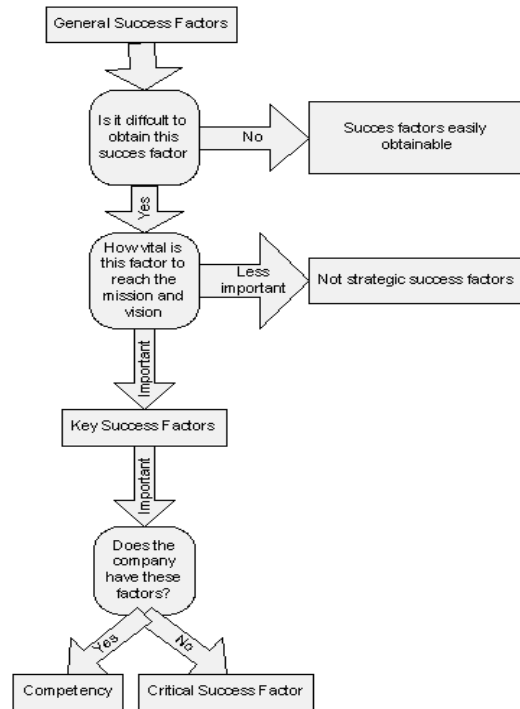 General Success Factors
Is it diffcult to
obtain this
succes factor
No
Succes factors easily
obtainable
Yes
How vital is
this factor to
reach the
mission and
vision
Less
important
Not strategic success factors
Important
Key Success Factors
Important
Does the
company
have these
factors?
Yes
No
Competency
Critical Success Factor